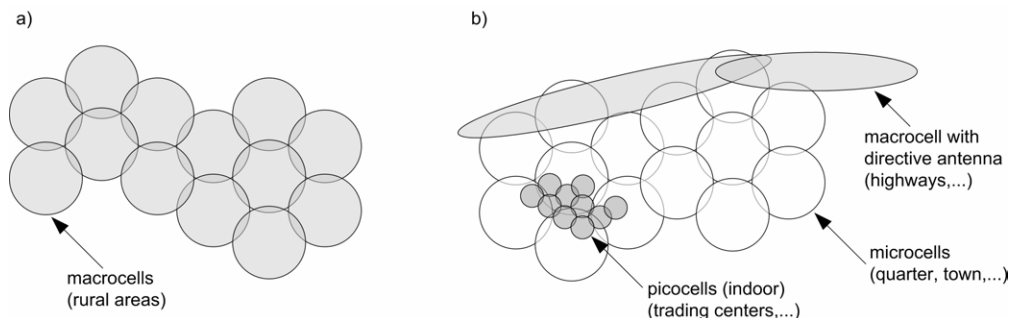 a)
macrocells
(rural areas)
b)
macrocell with
directive antenna
(highways,...)
microcells
(quarter, town,...)
picocells (indoor)
(trading centers,...)